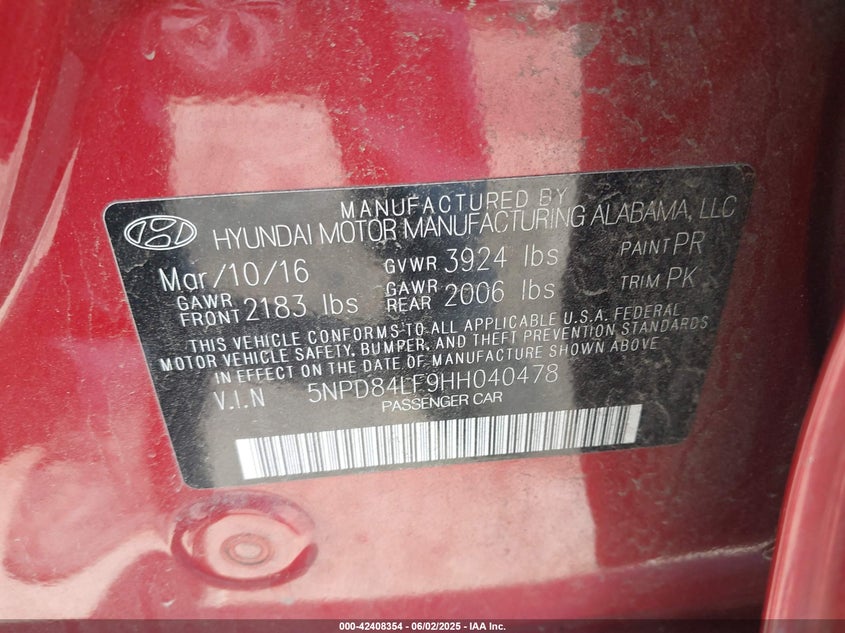 MANUFACTURED BY
HYUNDAI MOTOR MANUFACTURING ALABAMA, LLC
Mar/10/16 GVWR 3924 lbs PAINT PR
GAWR FRONT 2183 lbs GAWR REAR 2006 lbs TRIM PK
THIS VEHICLE CONFORMS TO ALL APPLICABLE U.S.A. FEDERAL
MOTOR VEHICLE SAFETY, BUMPER, AND THEFT PREVENTION STANDARDS
IN EFFECT ON THE DATE OF MANUFACTURE SHOWN ABOVE
V.I.N 5NPD84LF9HH040478
PASSENGER CAR
000-42408354 | 06/02/2025 - IAA Inc.